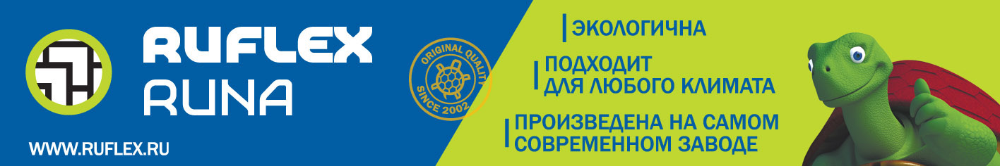 RUFLEX
RUNA
WWW.RUFLEX.RU
ORIGINAL QUALITY
SINCE 2002
ЭКОЛОГИЧНА
ПОДХОДИТ
ДЛЯ ЛЮБОГО КЛИМАТА
ПРОИЗВЕДЕНА НА САМОМ
СОВРЕМЕННОМ ЗАВОДЕ